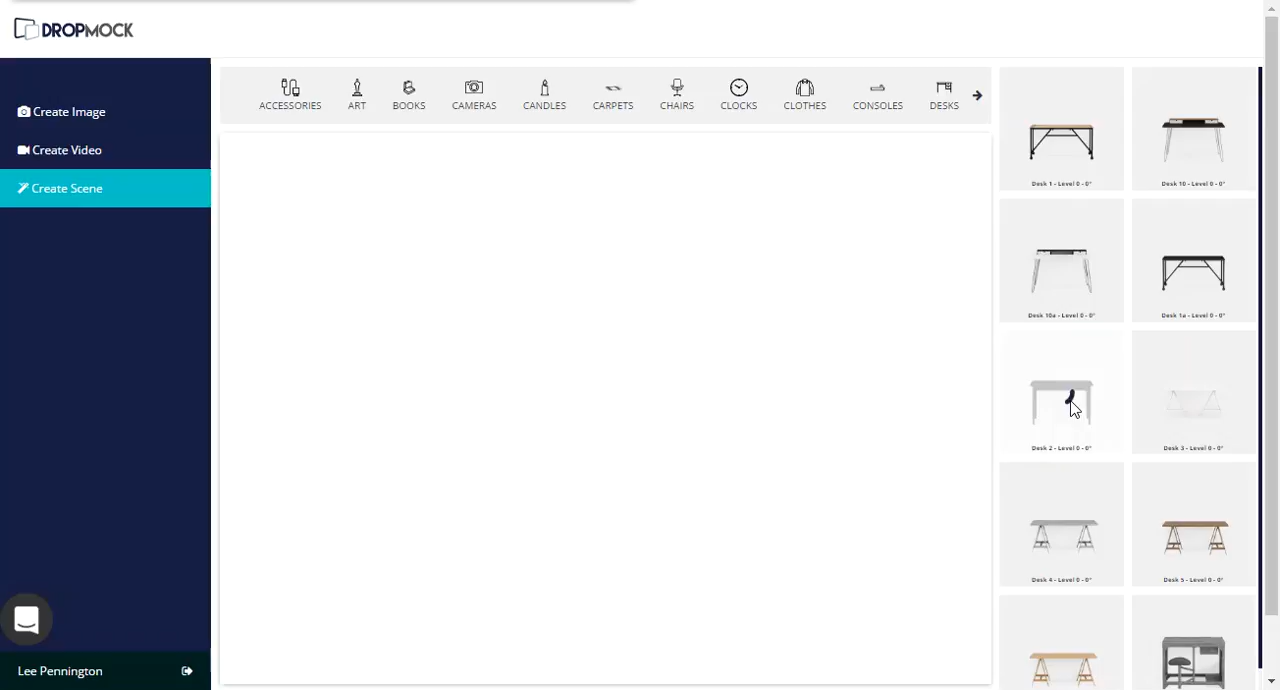 DROPMOCK
Create Image
Create Video
Create Scene
Lee Pennington
ACCESSORIES
ART
BOOKS
CAMERAS
CANDLES
CARPETS
CHAIRS
CLOCKS
CLOTHES
CONSOLES
DESKS
Desk 1 - Level 0 - 0°
Desk 10 - Level 0 - 0°
Desk 10a - Level 0 - 0°
Desk 1a - Level 0 - 0°
Desk 2 - Level 0 - 0°
Desk 3 - Level 0 - 0°
Desk 4 - Level 0 - 0°
Desk 5 - Level 0 - 0°